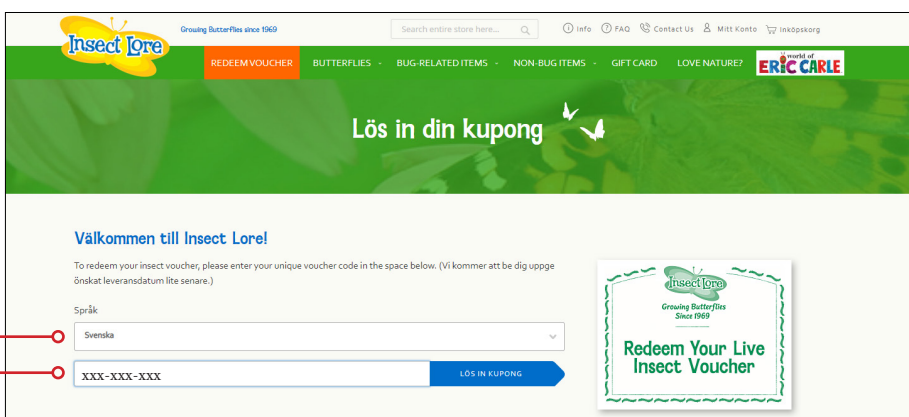 Insect Lore
Growing Butterflies since 1969
Search entire store here...
Info
FAQ
Contact Us
Mitt Konto
Inköpskorg
REDEEM VOUCHER
BUTTERFLIES
BUG-RELATED ITEMS
NON-BUG ITEMS
GIFT CARD
LOVE NATURE?
world of
ERIC CARLE
Lös in din kupong
Välkommen till Insect Lore!
To redeem your insect voucher, please enter your unique voucher code in the space below. (Vi kommer att be dig uppge
önskat leveransdatum lite senare.)
Språk
Svenska
XXX-XXX-XXX
LÖS IN KUPONG
Insect Lore
Growing Butterflies
Since 1969
Redeem Your Live
Insect Voucher